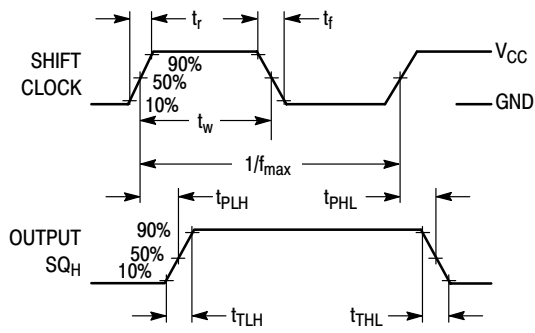 t_r
t_f
SHIFT
CLOCK
90%
50%
10%
V_CC
GND
t_w
1/f_max
t_PLH
t_PHL
OUTPUT
SQ_H
90%
50%
10%
t_TLH
t_THL